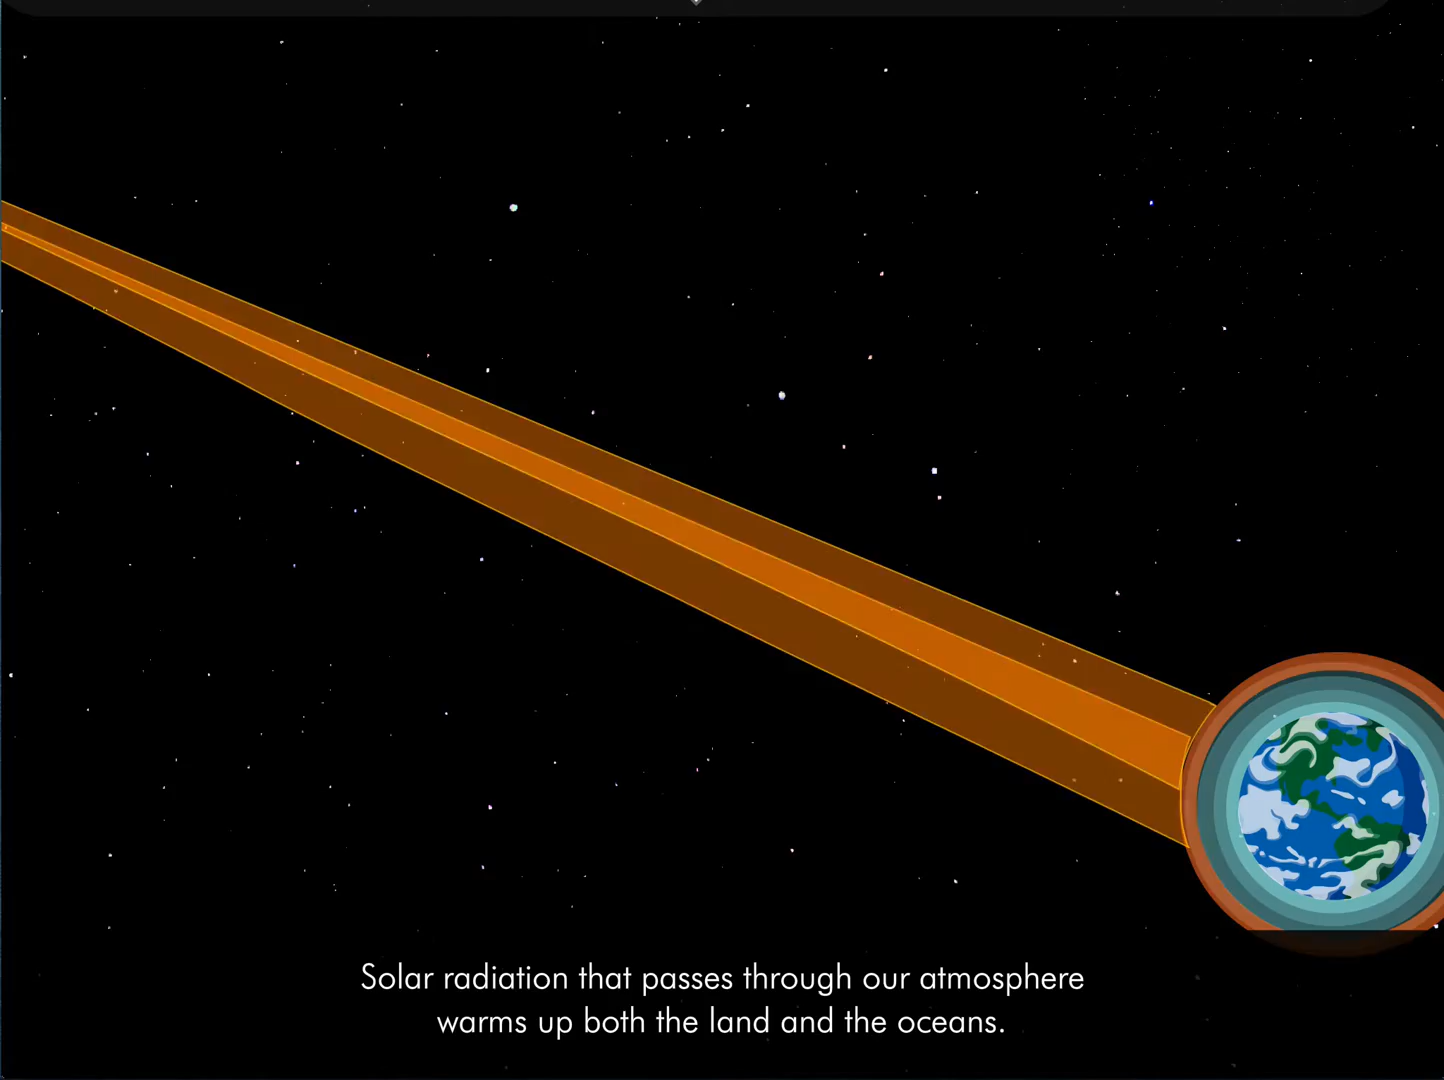 Solar radiation that passes through our atmosphere
warms up both the land and the oceans.